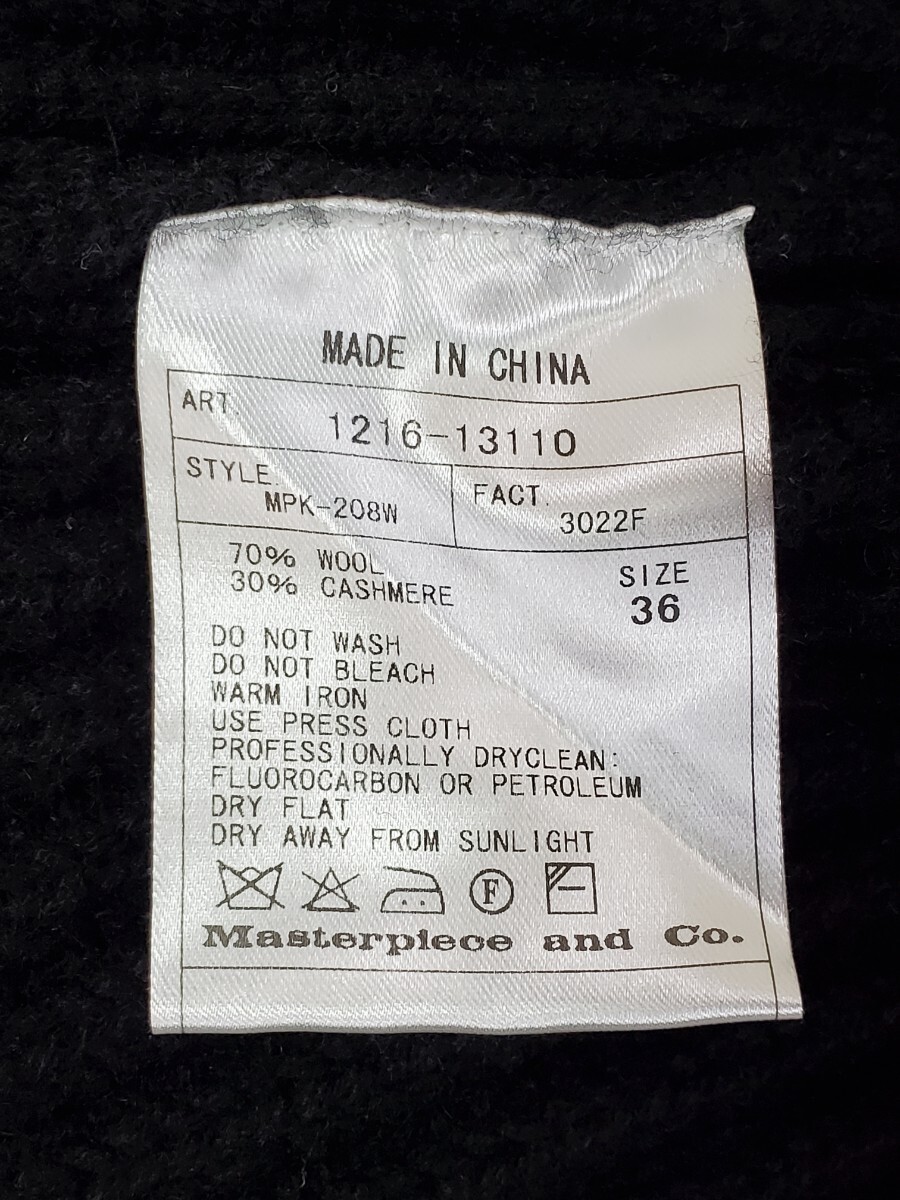 MADE IN CHINA
ART. 1216-13110
STYLE. MPK-208W
FACT. 3022F
70% WOOL
30% CASHMERE
SIZE
36
DO NOT WASH
DO NOT BLEACH
WARM IRON
USE PRESS CLOTH
PROFESSIONALLY DRYCLEAN:
FLUOROCARBON OR PETROLEUM
DRY FLAT
DRY AWAY FROM SUNLIGHT
F
Masterpiece and Co.